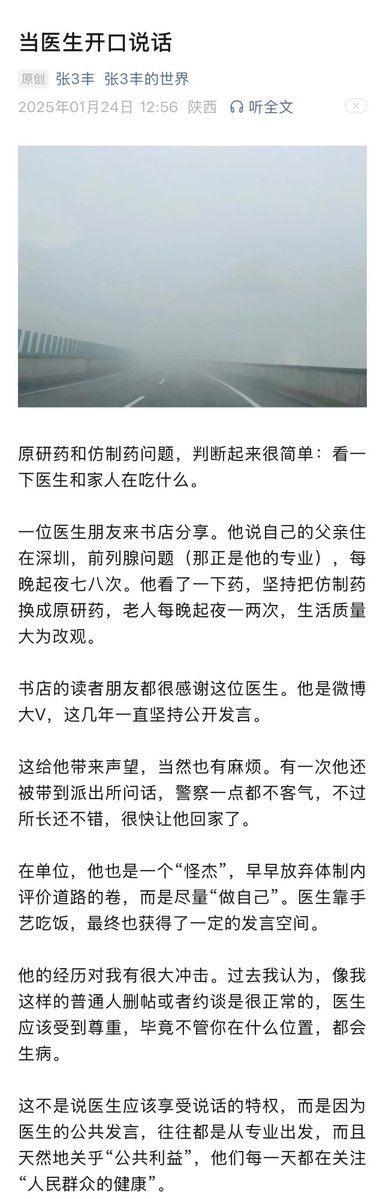 当医生开口说话
原创 张3丰 张3丰的世界
2025年01月24日 12:56 陕西 听全文
原研药和仿制药问题，判断起来很简单：看一
下医生和家人在吃什么。
一位医生朋友来书店分享。他说自己的父亲住
在深圳，前列腺问题（那正是他的专业），每
晚起夜七八次。他看了一下药，坚持把仿制药
换成原研药，老人每晚起夜一两次，生活质量
大为改观。
书店的读者朋友都很感谢这位医生。他是微博
大V，这几年一直坚持公开发言。
这给他带来声望，当然也有麻烦。有一次他还
被带到派出所问话，警察一点都不客气，不过
所长还不错，很快让他回家了。
在单位，他也是一个“怪杰”，早早放弃体制内
评价道路的卷，而是尽量“做自己”。医生靠手
艺吃饭，最终也获得了一定的发言空间。
他的经历对我有很大冲击。过去我认为，像我
这样的普通人删帖或者约谈是很正常的，医生
应该受到尊重，毕竟不管你在什么位置，都会
生病。
这不是说医生应该享受说话的特权，而是因为
医生的公共发言，往往都是从专业出发，而且
天然地关乎“公共利益”，他们每一天都在关注
“人民群众的健康”。